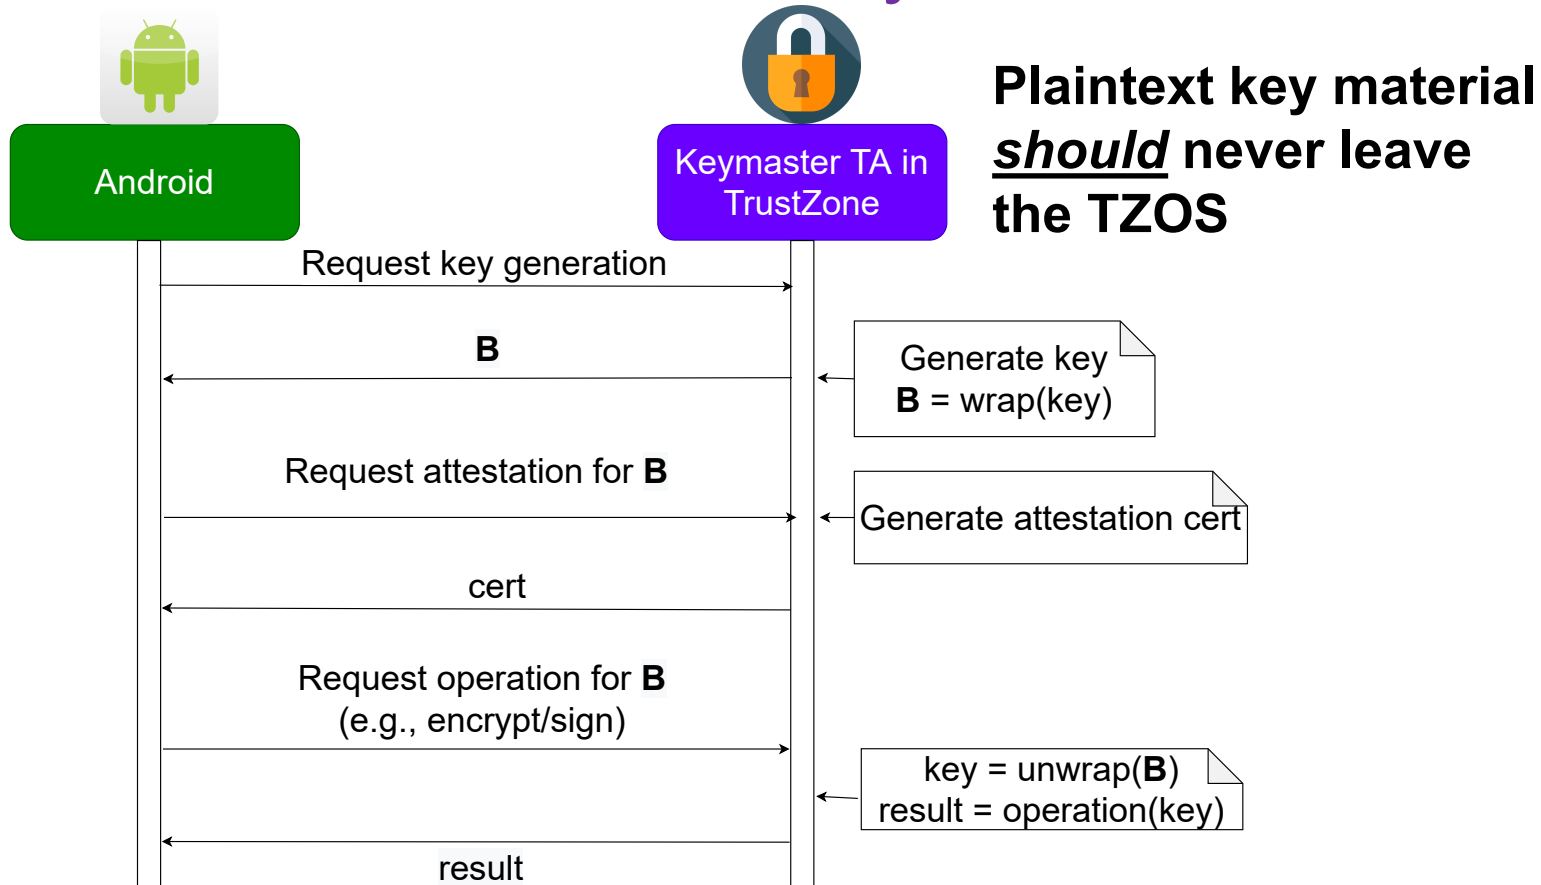 Plaintext key material
should never leave
the TZOS
Android
Keymaster TA in
TrustZone
Request key generation
B
Generate key
B = wrap(key)
Request attestation for B
Generate attestation cert
cert
Request operation for B
(e.g., encrypt/sign)
key = unwrap(B)
result = operation(key)
result